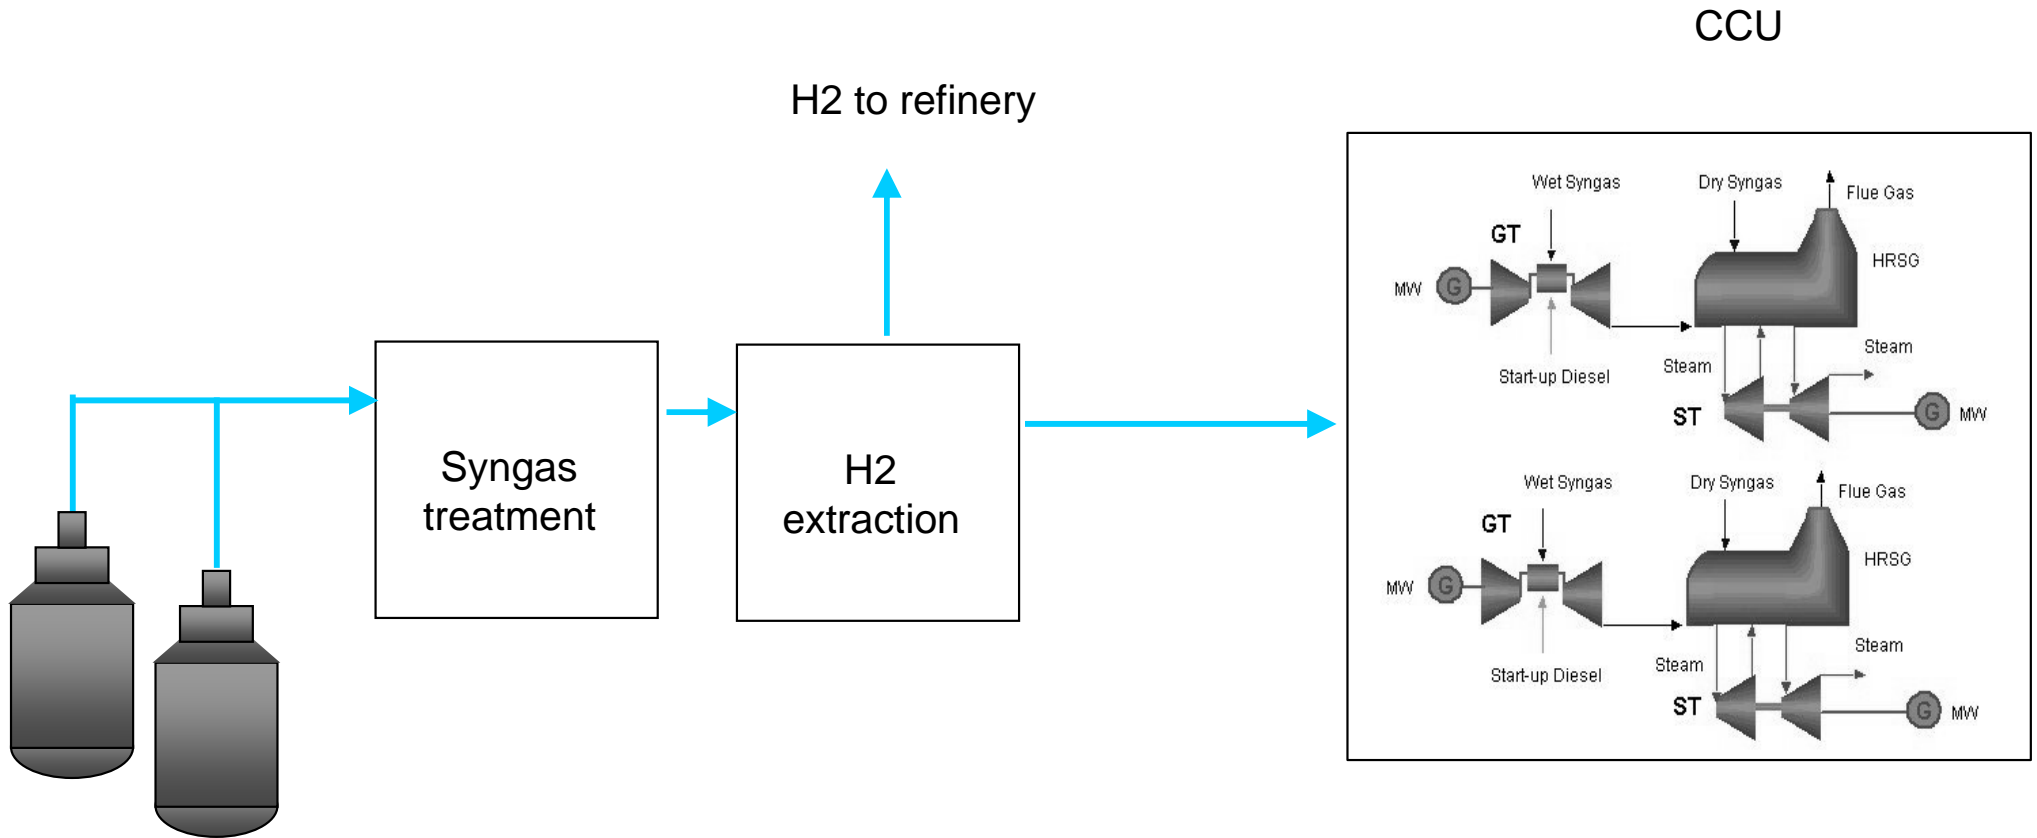 CCU
H2 to refinery
Wet Syngas
Dry Syngas
Flue Gas
GT
HRSG
MW
G
Start-up Diesel
Steam
Steam
ST
G
MW
Syngas
treatment
H2
extraction
Wet Syngas
Dry Syngas
Flue Gas
GT
HRSG
MW
G
Start-up Diesel
Steam
Steam
ST
G
MW